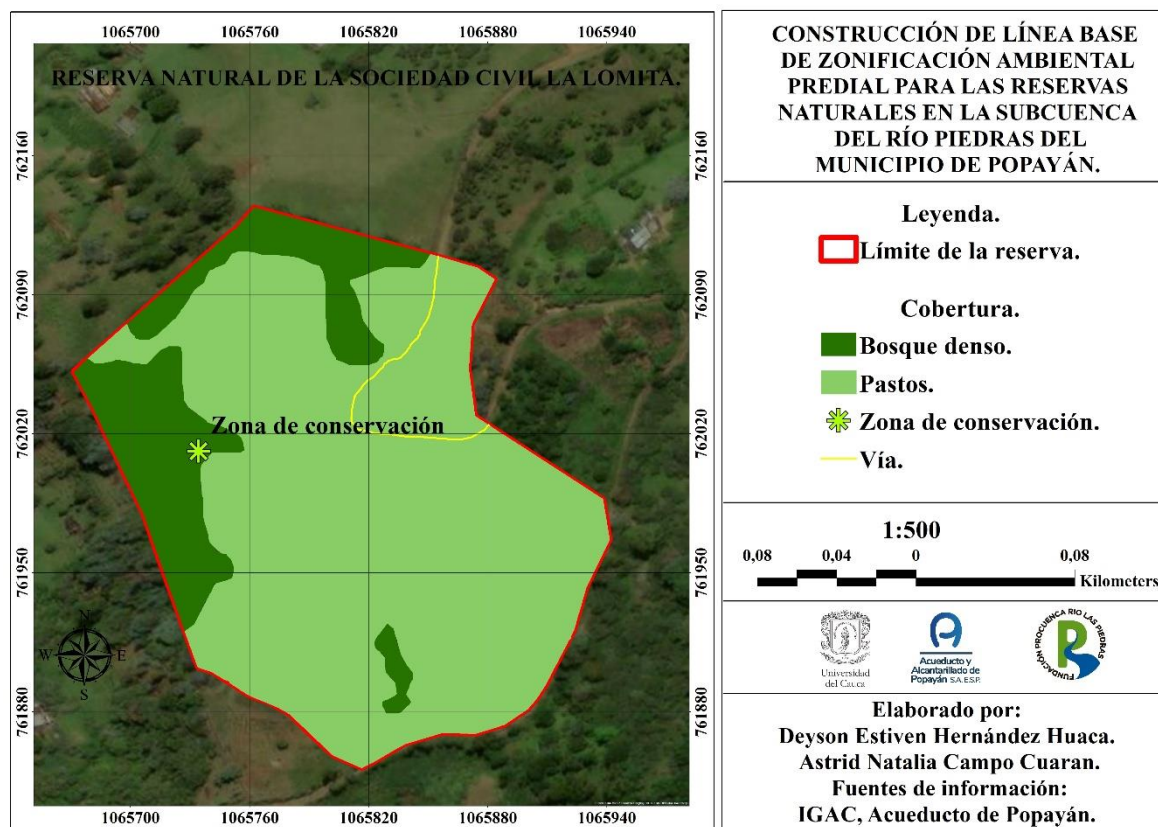 1065700 1065760 1065820 1065880 1065940
RESERVA NATURAL DE LA SOCIEDAD CIVIL LA LOMITA.
762160
762090
762020
761950
761880
762160
762090
762020
761950
761880
Zona de conservación
N
W E
S
1065700 1065760 1065820 1065880 1065940
CONSTRUCCIÓN DE LÍNEA BASE
DE ZONIFICACIÓN AMBIENTAL
PREDIAL PARA LAS RESERVAS
NATURALES EN LA SUBCUENCA
DEL RÍO PIEDRAS DEL
MUNICIPIO DE POPAYÁN.
Leyenda.
Límite de la reserva.
Cobertura.
Bosque denso.
Pastos.
Zona de conservación.
Vía.
1:500
0,08 0,04 0 0,08
Kilometers
Universidad
del Cauca
Acueducto y
Alcantarillado de
Popayán S.A.E.S.P.
FUNDACIÓN PROCUENCA RIO LAS PIEDRAS
Elaborado por:
Deyson Estiven Hernández Huaca.
Astrid Natalia Campo Cuaran.
Fuentes de información:
IGAC, Acueducto de Popayán.